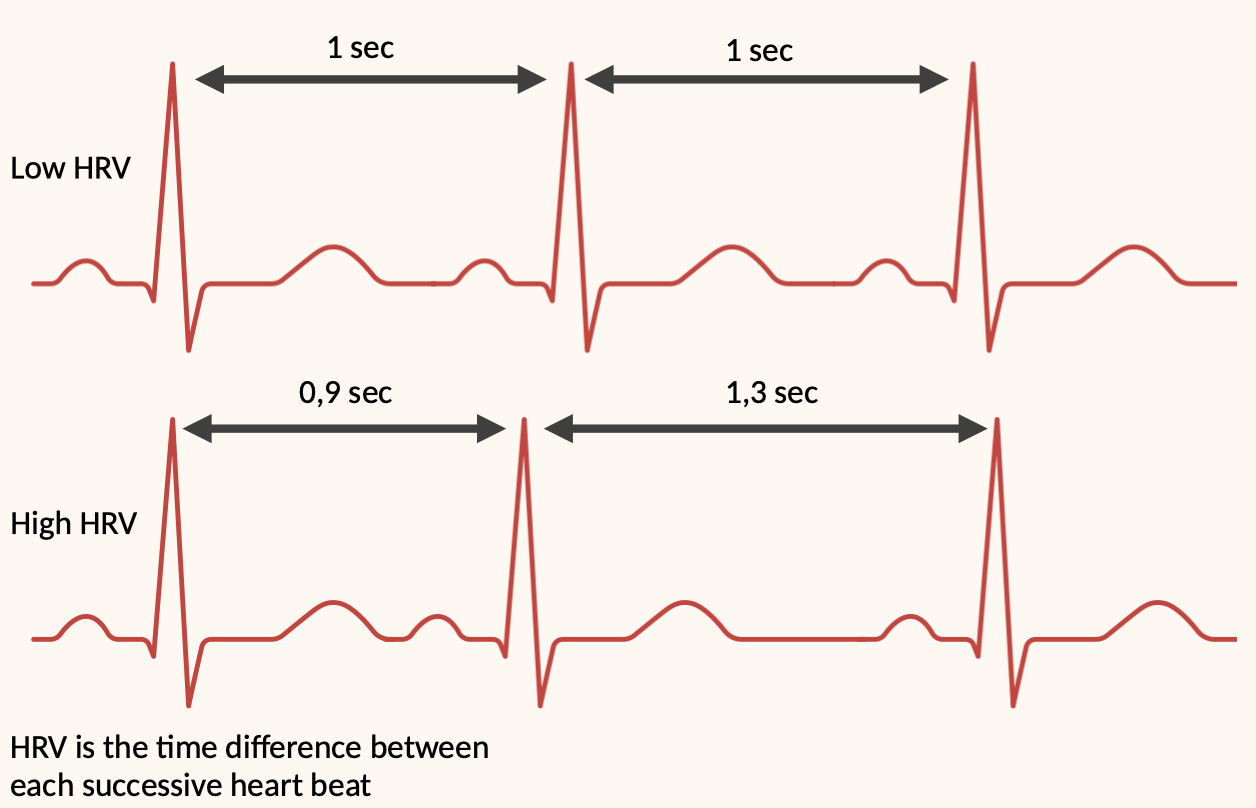 1 sec
1 sec
Low HRV
0,9 sec
1,3 sec
High HRV
HRV is the time difference between
each successive heart beat